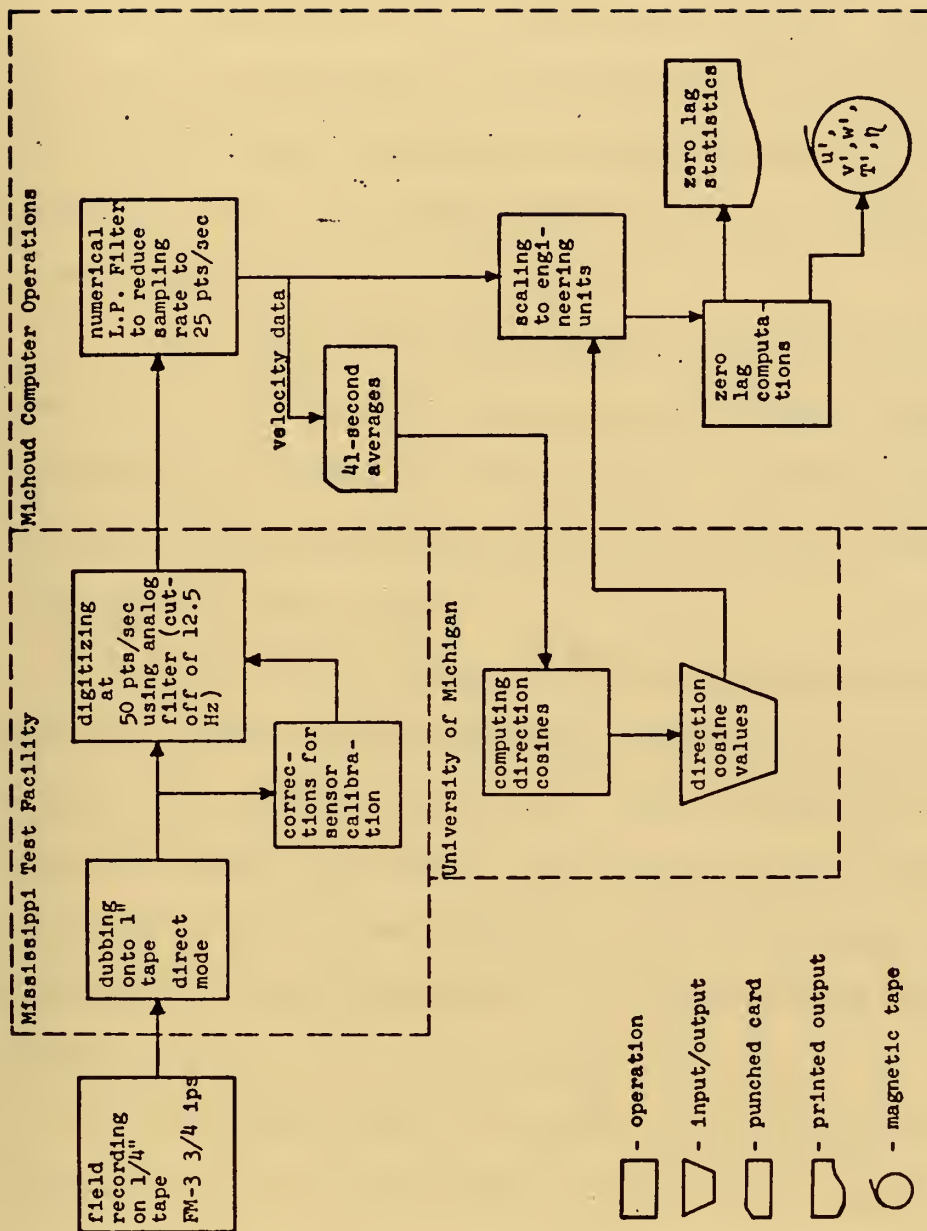 field
recording
on 1/4"
tape
FM-3 3/4 ips
Mississippi Test Facility
dubbing
onto 1"
tape
direct
mode
digitizing
at
50 pts/sec
using analog
filter (cut-
off of 12.5
Hz)
correc-
tions for
sensor
calibra-
tion
Michoud Computer Operations
numerical
L.P. Filter
to reduce
sampling
rate to
25 pts/sec
velocity data
41-second
averages
University of Michigan
computing
direction
cosines
direction
cosine
values
scaling
to engi-
neering
units
zero
lag
computa-
tions
zero lag
statistics
u',
v',w',
T',η
- operation
- input/output
- punched card
- printed output
- magnetic tape